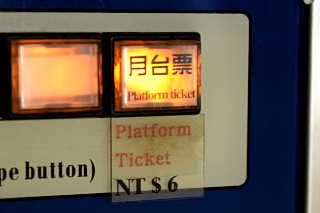 月台票
Platform ticket
Platform
Ticket
NT $ 6
pe button)